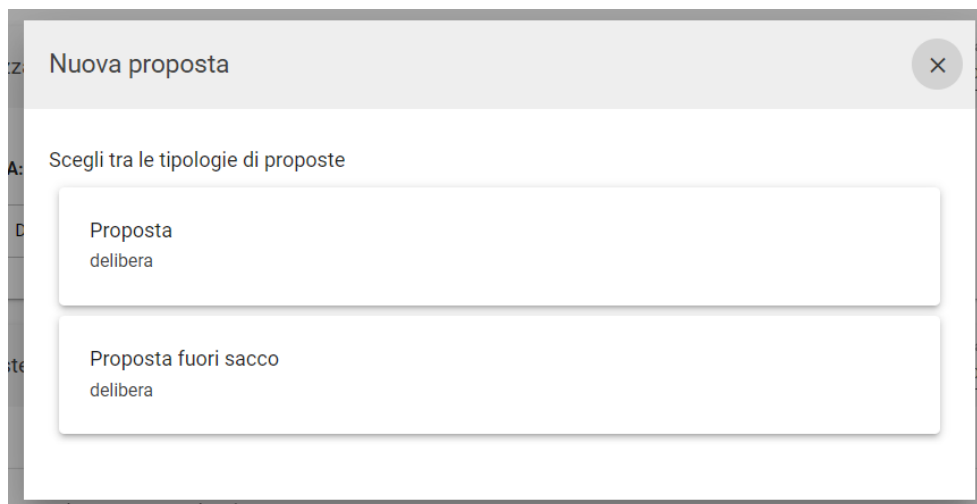 Nuova proposta
Scegli tra le tipologie di proposte
A:
Proposta
delibera
Proposta fuori sacco
delibera